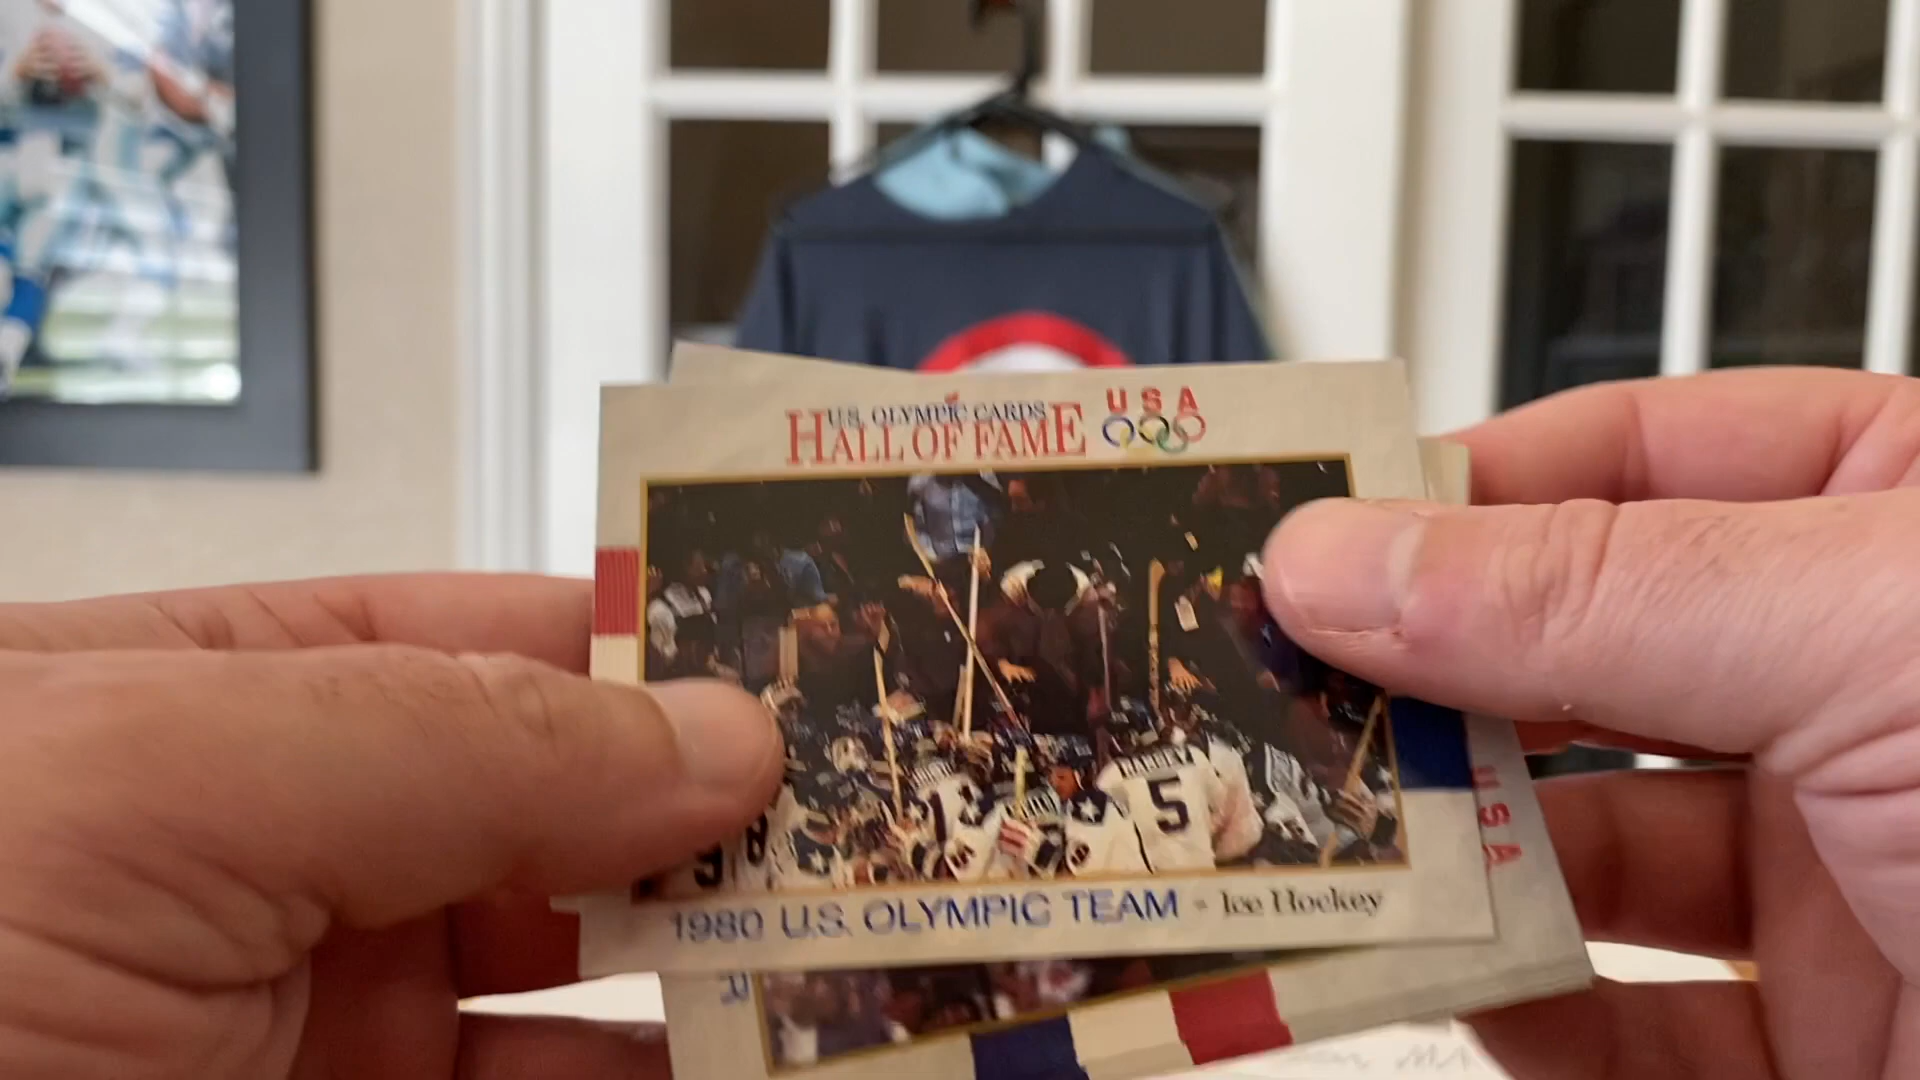 U.S. OLYMPIC CARDS
HALL OF FAME
USA
5
1980 U.S. OLYMPIC TEAM - Ice Hockey
USA
R